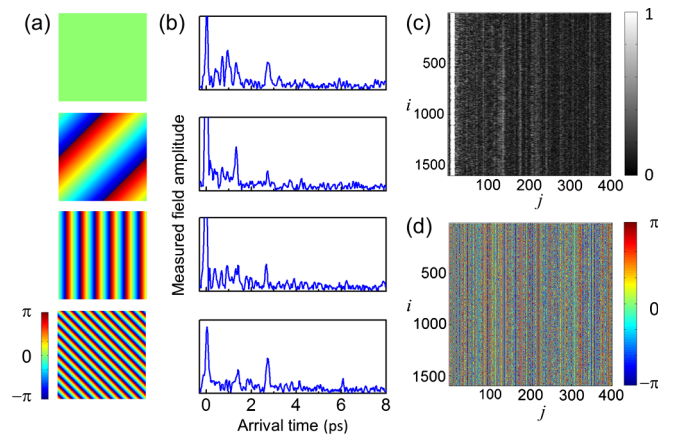 (a)
π
0
−π
(b)
Measured field amplitude
0 2 4 6 8
Arrival time (ps)
(c)
500
i 1000
1500
100 200 300 400
j
1
0
(d)
500
i 1000
1500
100 200 300 400
j
π
0
−π